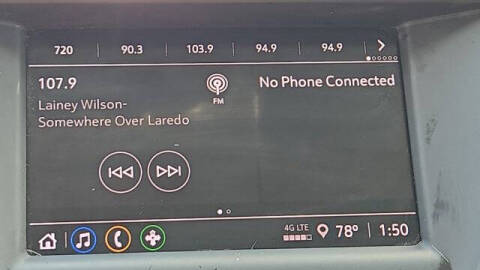 720 90.3 103.9 94.9 94.9
107.9
FM
No Phone Connected
Lainey Wilson-
Somewhere Over Laredo
4G LTE 78° 1:50